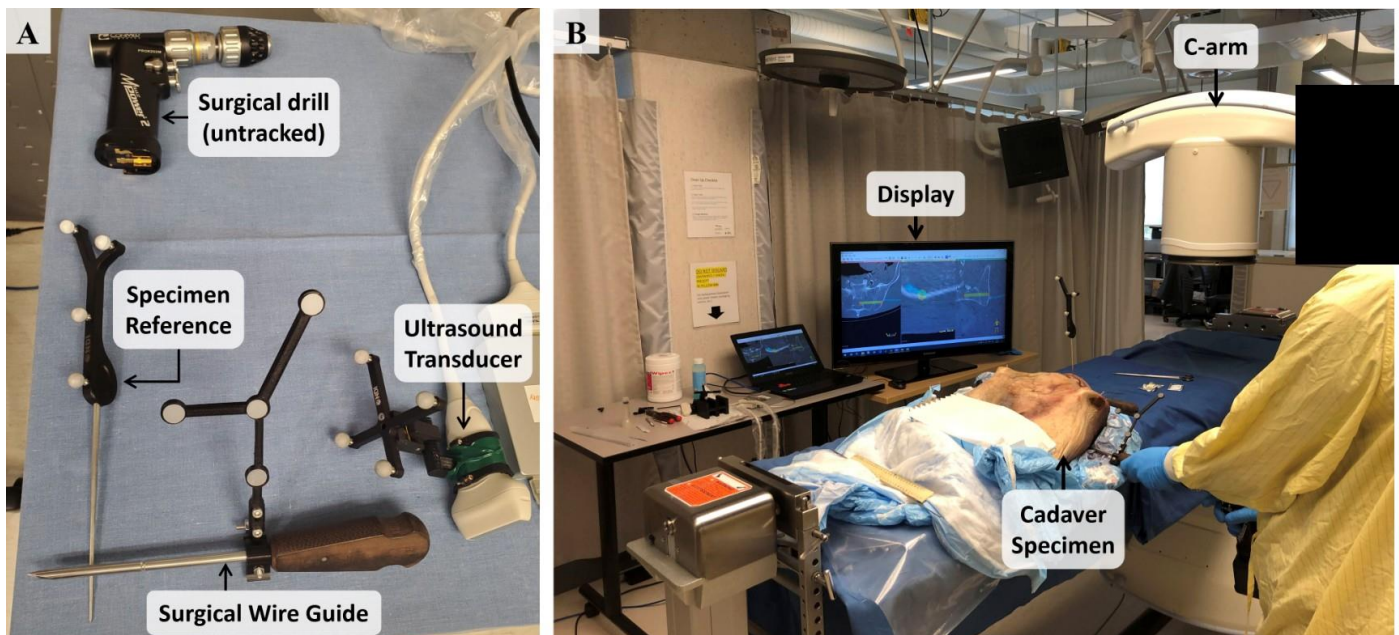 A
Surgical drill
(untracked)
Specimen
Reference
Ultrasound
Transducer
Surgical Wire Guide
B
C-arm
Display
Cadaver
Specimen